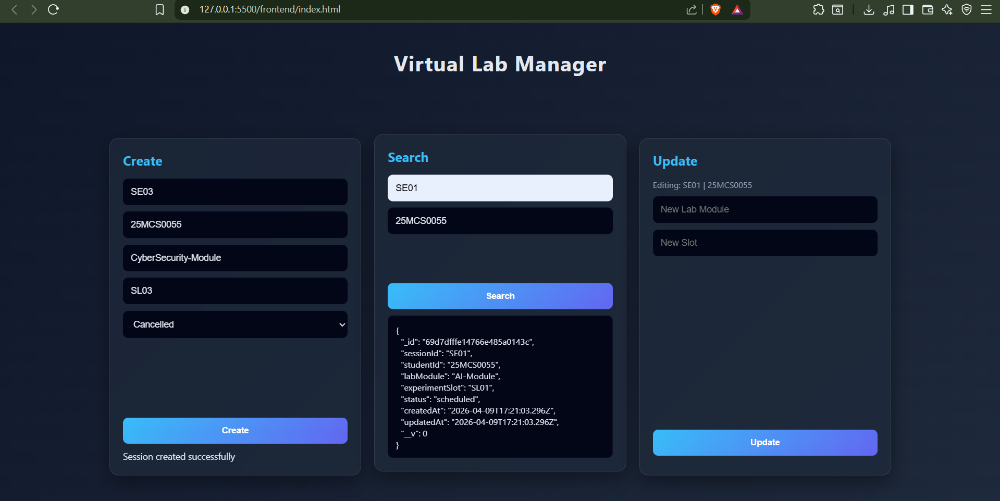 127.0.0.1:5500/frontend/index.html
Virtual Lab Manager
Create
SE03
25MCS0055
CyberSecurity-Module
SL03
Cancelled
Create
Session created successfully
Search
SE01
25MCS0055
Search
{
"_id": "69d7dfffe14766e485a0143c",
"sessionId": "SE01",
"studentId": "25MCS0055",
"labModule": "AI-Module",
"experimentSlot": "SL01",
"status": "scheduled",
"createdAt": "2026-04-09T17:21:03.296Z",
"updatedAt": "2026-04-09T17:21:03.296Z",
"__v": 0
}
Update
Editing: SE01 | 25MCS0055
New Lab Module
New Slot
Update